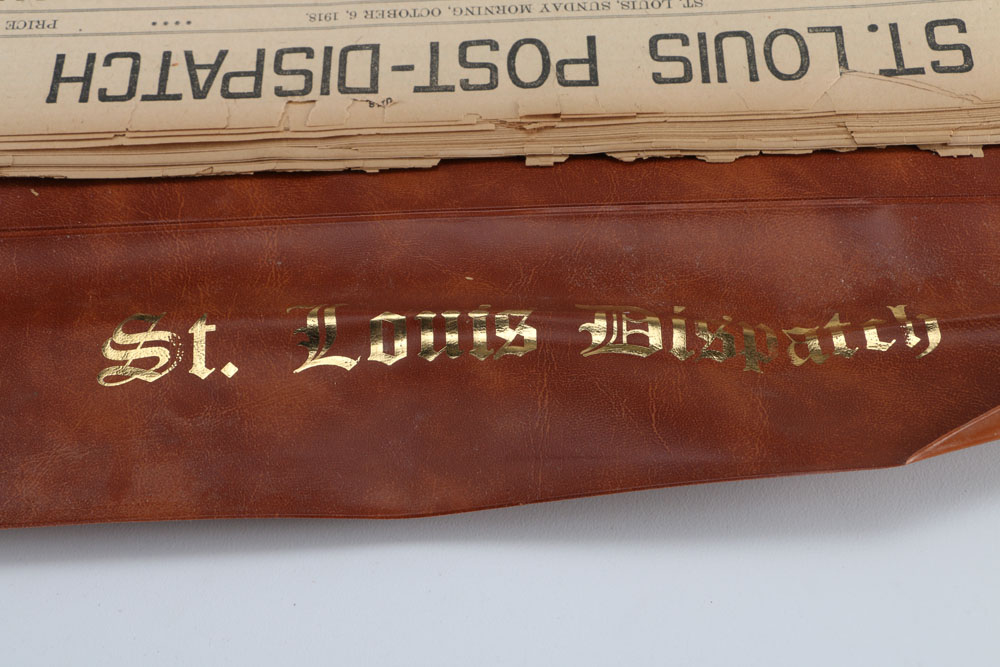 ST. LOUIS POST-DISPATCH
ST. LOUIS, SUNDAY MORNING, OCTOBER 6, 1918.
PRICE
St. Louis Dispatch